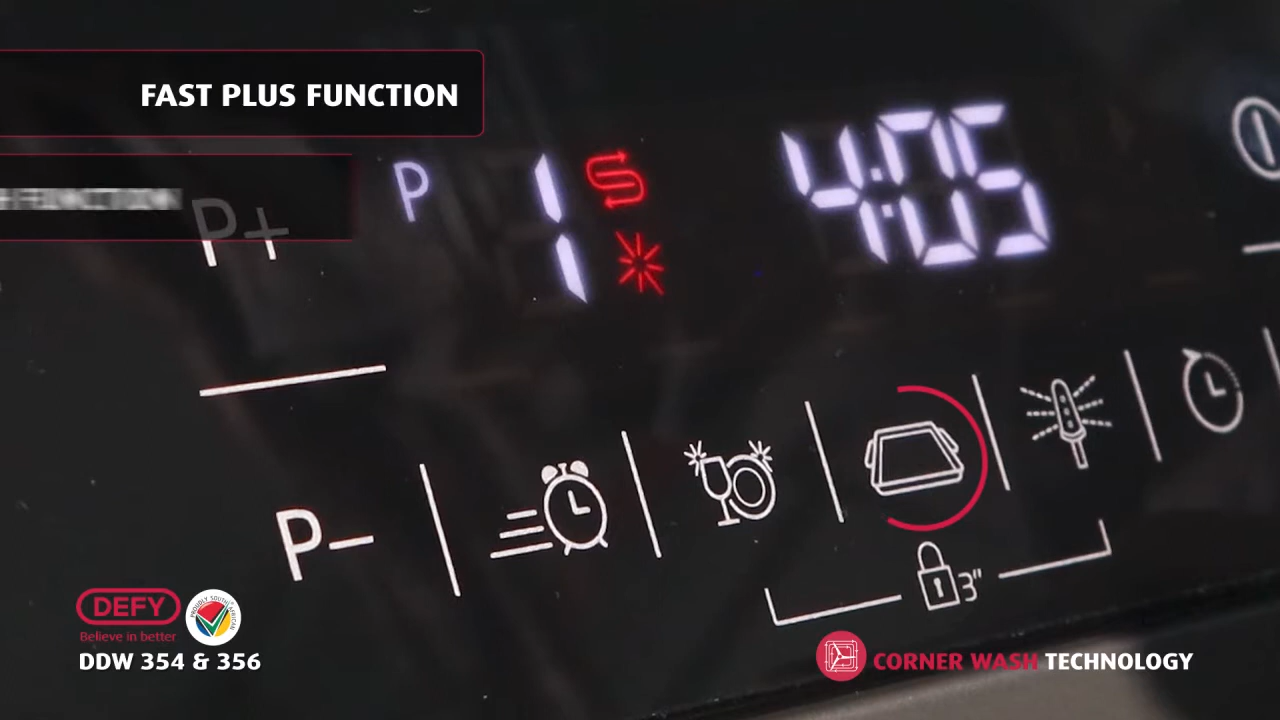 FAST PLUS FUNCTION
FUNCTION
P+
P 1 4:05
P-
3"
DEFY
PROUDLY SOUTH AFRICAN
Believe in better
DDW 354 & 356
CORNER WASH TECHNOLOGY